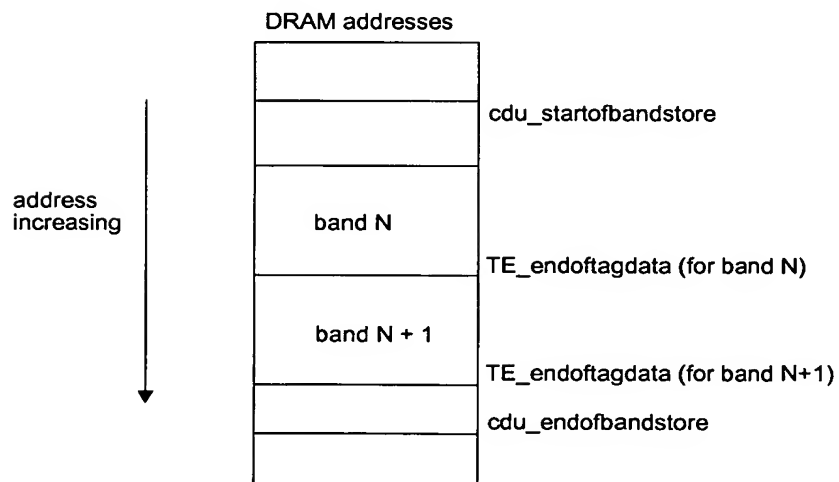 DRAM addresses
cdu_startofbandstore
address
increasing
band N
TE_endoftagdata (for band N)
band N + 1
TE_endoftagdata (for band N+1)
cdu_endofbandstore